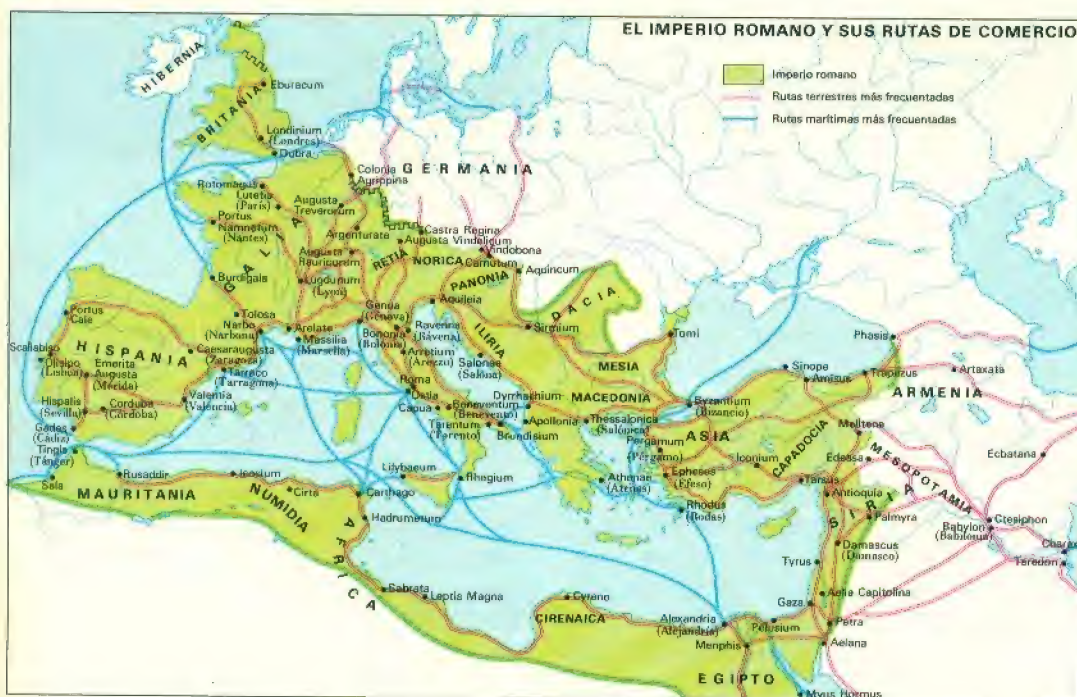 EL IMPERIO ROMANO Y SUS RUTAS DE COMERCIO
Imperio romano
Rutas terrestres más frecuentadas
Rutas marítimas más frecuentadas
HIBERNIA
BRITANIA
Eburacum
Londinium
(Londres)
Dubra
GERMANIA
Colonia
Agrippina
Rotomagus
Lutetia
(París)
Augusta
Treverorum
Portus
Namnetum
(Nantes)
GALIA
Argenturate
Castra Regina
Augusta Vindelicum
Vindobona
Carnutum
Augusta
Rauricorum
RETIA
NORICA
PANONIA
Aquincum
DACIA
Burdigala
Lugdunum
(Lyon)
Aquileia
Genua
(Génova)
Tolosa
Narbo
(Narbona)
Arelate
Massilia
(Marsella)
Bononia
(Bolonia)
Ravenna
(Rávena)
ILIRIA
Sirmium
Tomi
Phasis
Portus
Cale
Arretium
(Arezzo)
Salonae
(Salona)
MESIA
Sinope
Amisus
Trapezus
Artaxata
ARMENIA
Scallabiso
HISPANIA
Caesaraugusta
(Zaragoza)
Olisipo
(Lisboa)
Emerita
Augusta
(Mérida)
Tarraco
(Tarragona)
Roma
Ostia
Capua
Beneventum
(Benevento)
Dyrrhachium
MACEDONIA
Byzantium
(Bizancio)
Hispalis
(Sevilla)
Corduba
(Córdoba)
Valentia
(Valencia)
Tarentum
(Tarento)
Brundisium
Apollonia
Thessalonica
(Salónica)
ASIA
Melitene
Gades
(Cádiz)
Tingis
(Tánger)
Pergamum
(Pérgamo)
CAPADOCIA
Edessa
MESOPOTAMIA
Ecbatana
Sala
Rusaddir
Icosium
Lilybaeum
Rhegium
Athenae
(Atenas)
Ephesus
(Efeso)
Iconium
Tarsus
Antioquía
MAURITANIA
NUMIDIA
Cirta
Carthago
Rhodus
(Rodas)
SIRIA
Palmyra
Ctesiphon
Babylon
(Babilonia)
Hadrumetum
AFRICA
Damascus
(Damasco)
Charax
Teredon
Tyrus
Sabrata
Leptis Magna
Cyrene
Aelia Capitolina
Gaza
CIRENAICA
Alexandria
(Alejandría)
Pelusium
Petra
Menphis
Aelana
EGIPTO
Myus Hormus